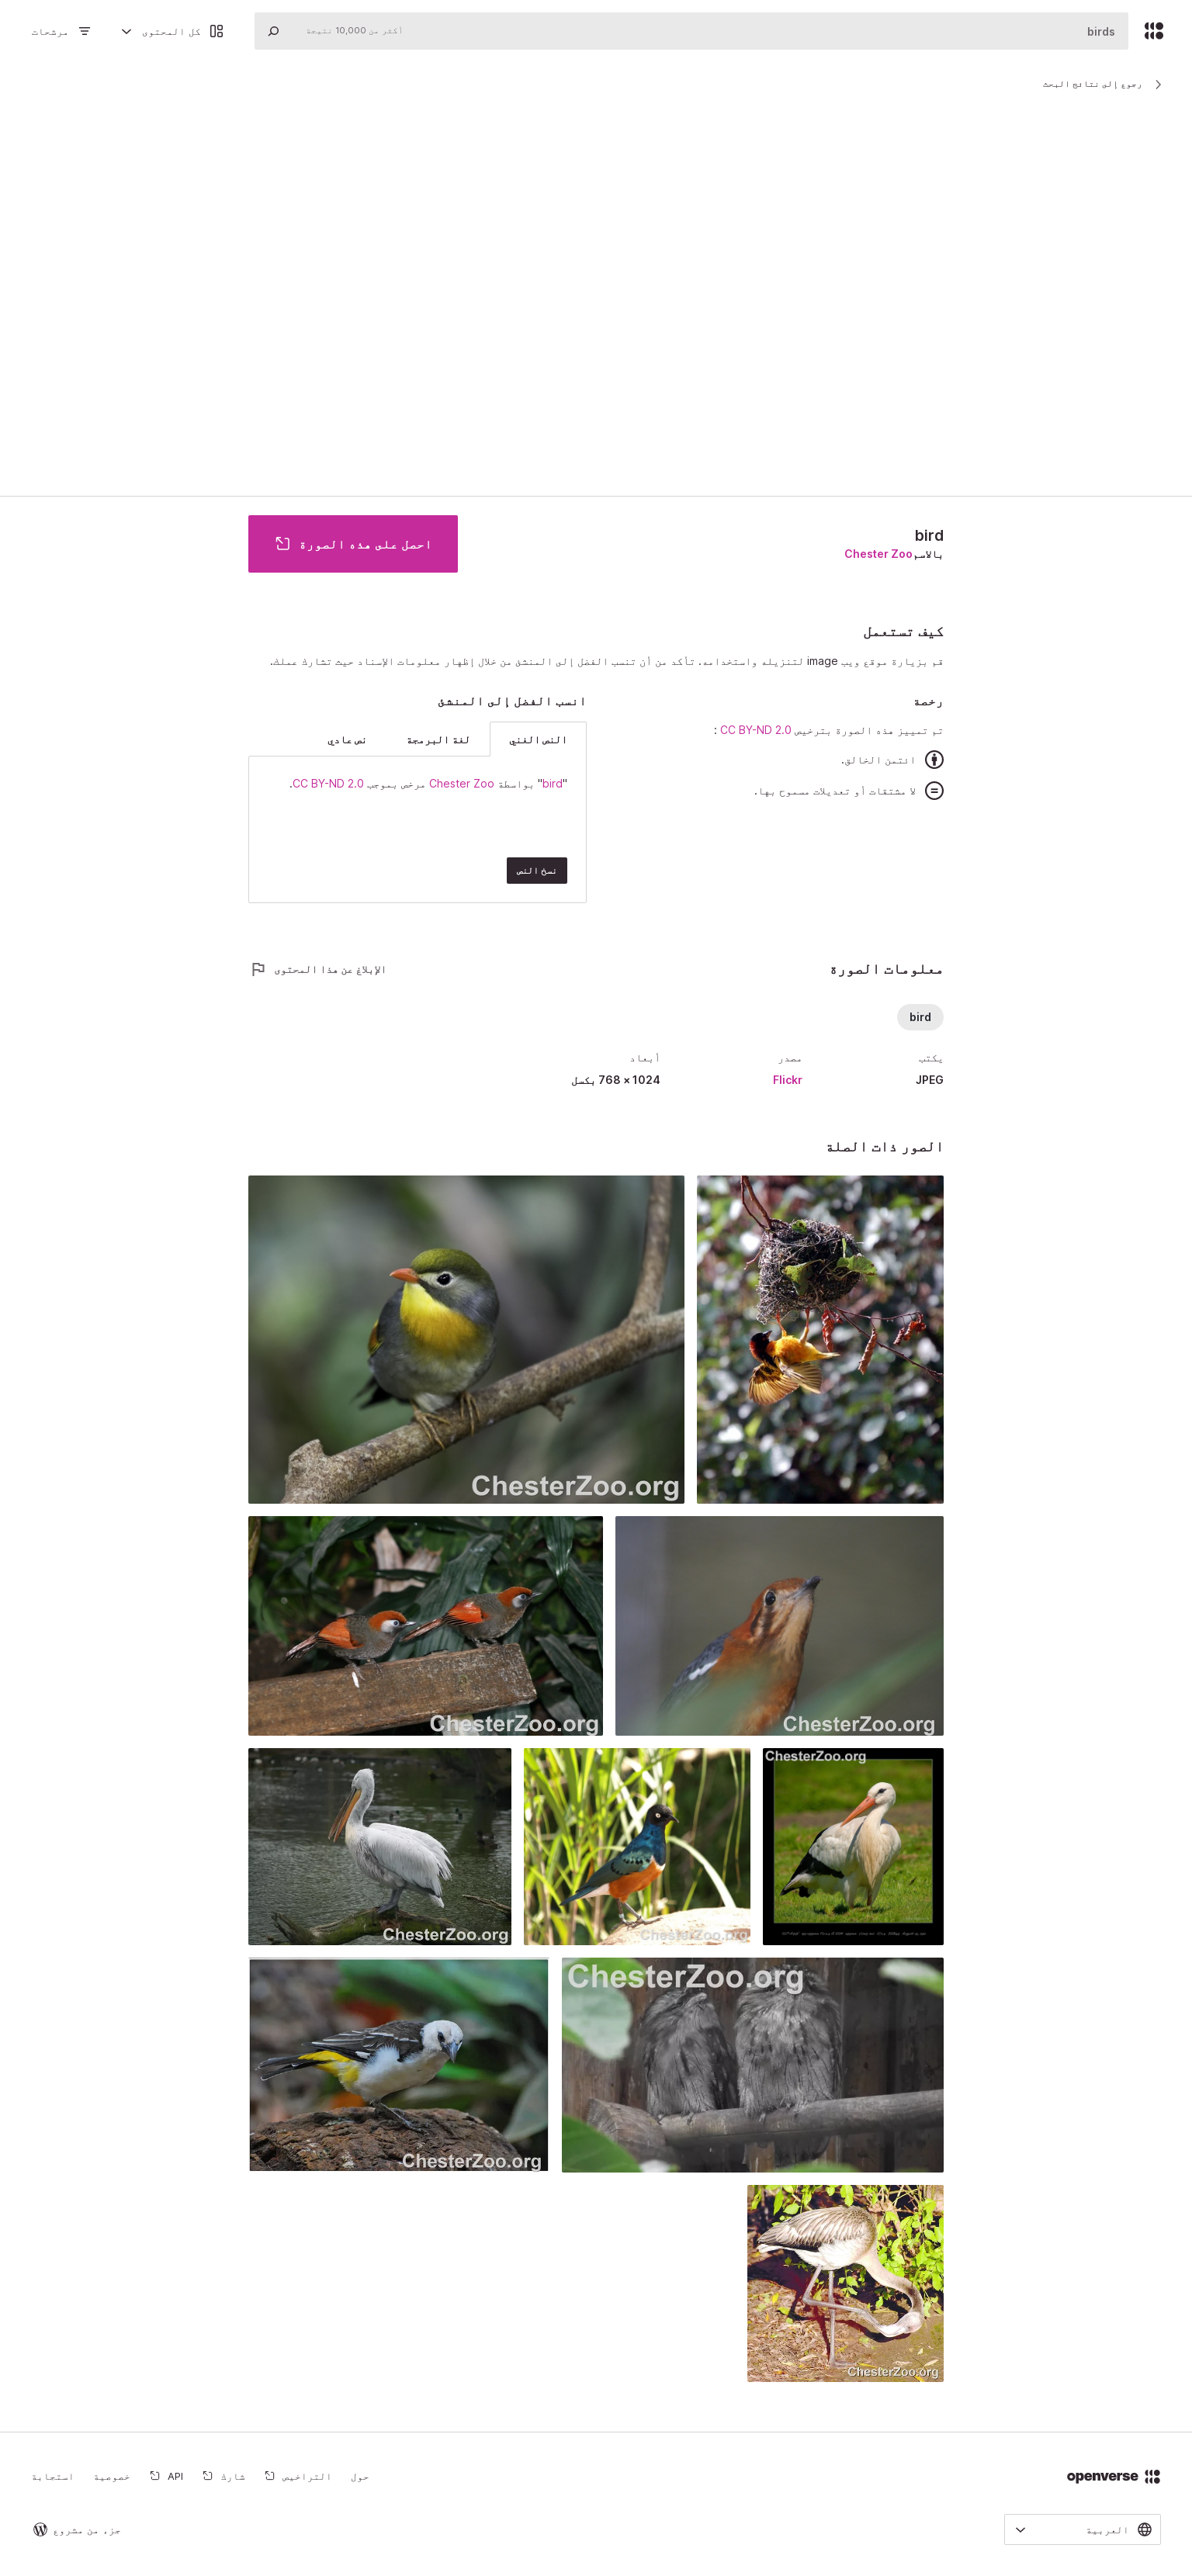 birds
أكثر من 10,000 نتيجة
كل المحتوى
مرشحات
رجوع إلى نتائج البحث
bird
بالاسم Chester Zoo
احصل على هذه الصورة
كيف تستعمل
قم بزيارة موقع ويب image لتنزيله واستخدامه. تأكد من أن تنسب الفضل إلى المنشئ من خلال إظهار معلومات الإسناد حيث تشارك عملك.
رخصة
تم تمييز هذه الصورة بترخيص CC BY-ND 2.0 :
ائتمن الخالق.
لا مشتقات أو تعديلات مسموح بها.
انسب الفضل إلى المنشئ
النص الغني
لغة البرمجة
نص عادي
"bird" بواسطة Chester Zoo مرخص بموجب CC BY-ND 2.0.
نسخ النص
معلومات الصورة
الإبلاغ عن هذا المحتوى
bird
يكتب
JPEG
مصدر
Flickr
أبعاد
1024 × 768 بكسل
الصور ذات الصلة
ChesterZoo.org
ChesterZoo.org
ChesterZoo.org
ChesterZoo.org
ChesterZoo.org
ChesterZoo.org
ChesterZoo.org
ChesterZoo.org
ChesterZoo.org
openverse
حول
التراخيص
شارك
API
خصوصية
استجابة
العربية
جزء من مشروع